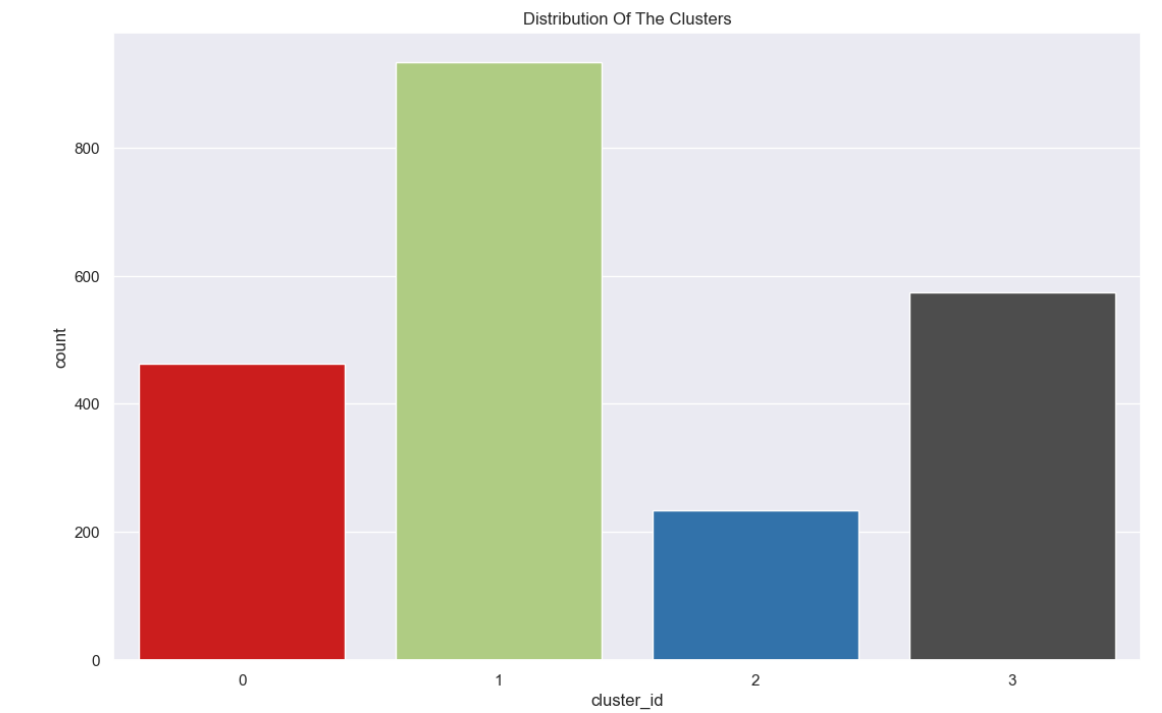 Distribution Of The Clusters
800
600
400
200
0
count
0 1 2 3
cluster_id